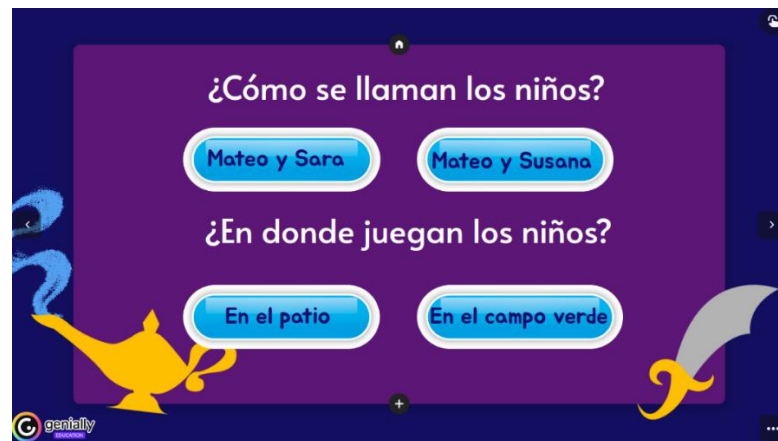 ¿Cómo se llaman los niños?
Mateo y Sara
Mateo y Susana
¿En donde juegan los niños?
En el patio
En el campo verde
genially
EDUCATION